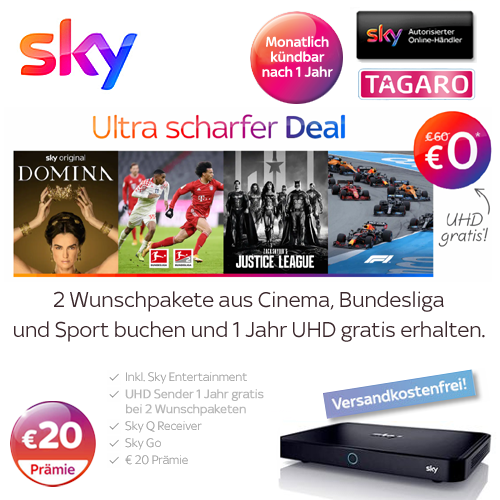 sky
Monatlich
kündbar
nach 1 Jahr
sky
Autorisierter
Online-Händler
TAGARO
Ultra scharfer Deal
€60
€0*
sky original
DOMINA
ZACK SNYDER'S
JUSTICE LEAGUE
F1
UHD
gratis!
2 Wunschpakete aus Cinema, Bundesliga
und Sport buchen und 1 Jahr UHD gratis erhalten.
✓ Inkl. Sky Entertainment
✓ UHD Sender 1 Jahr gratis
bei 2 Wunschpaketen
✓ Sky Q Receiver
✓ Sky Go
✓ € 20 Prämie
€20
Prämie
Versandkostenfrei!
sky
sky